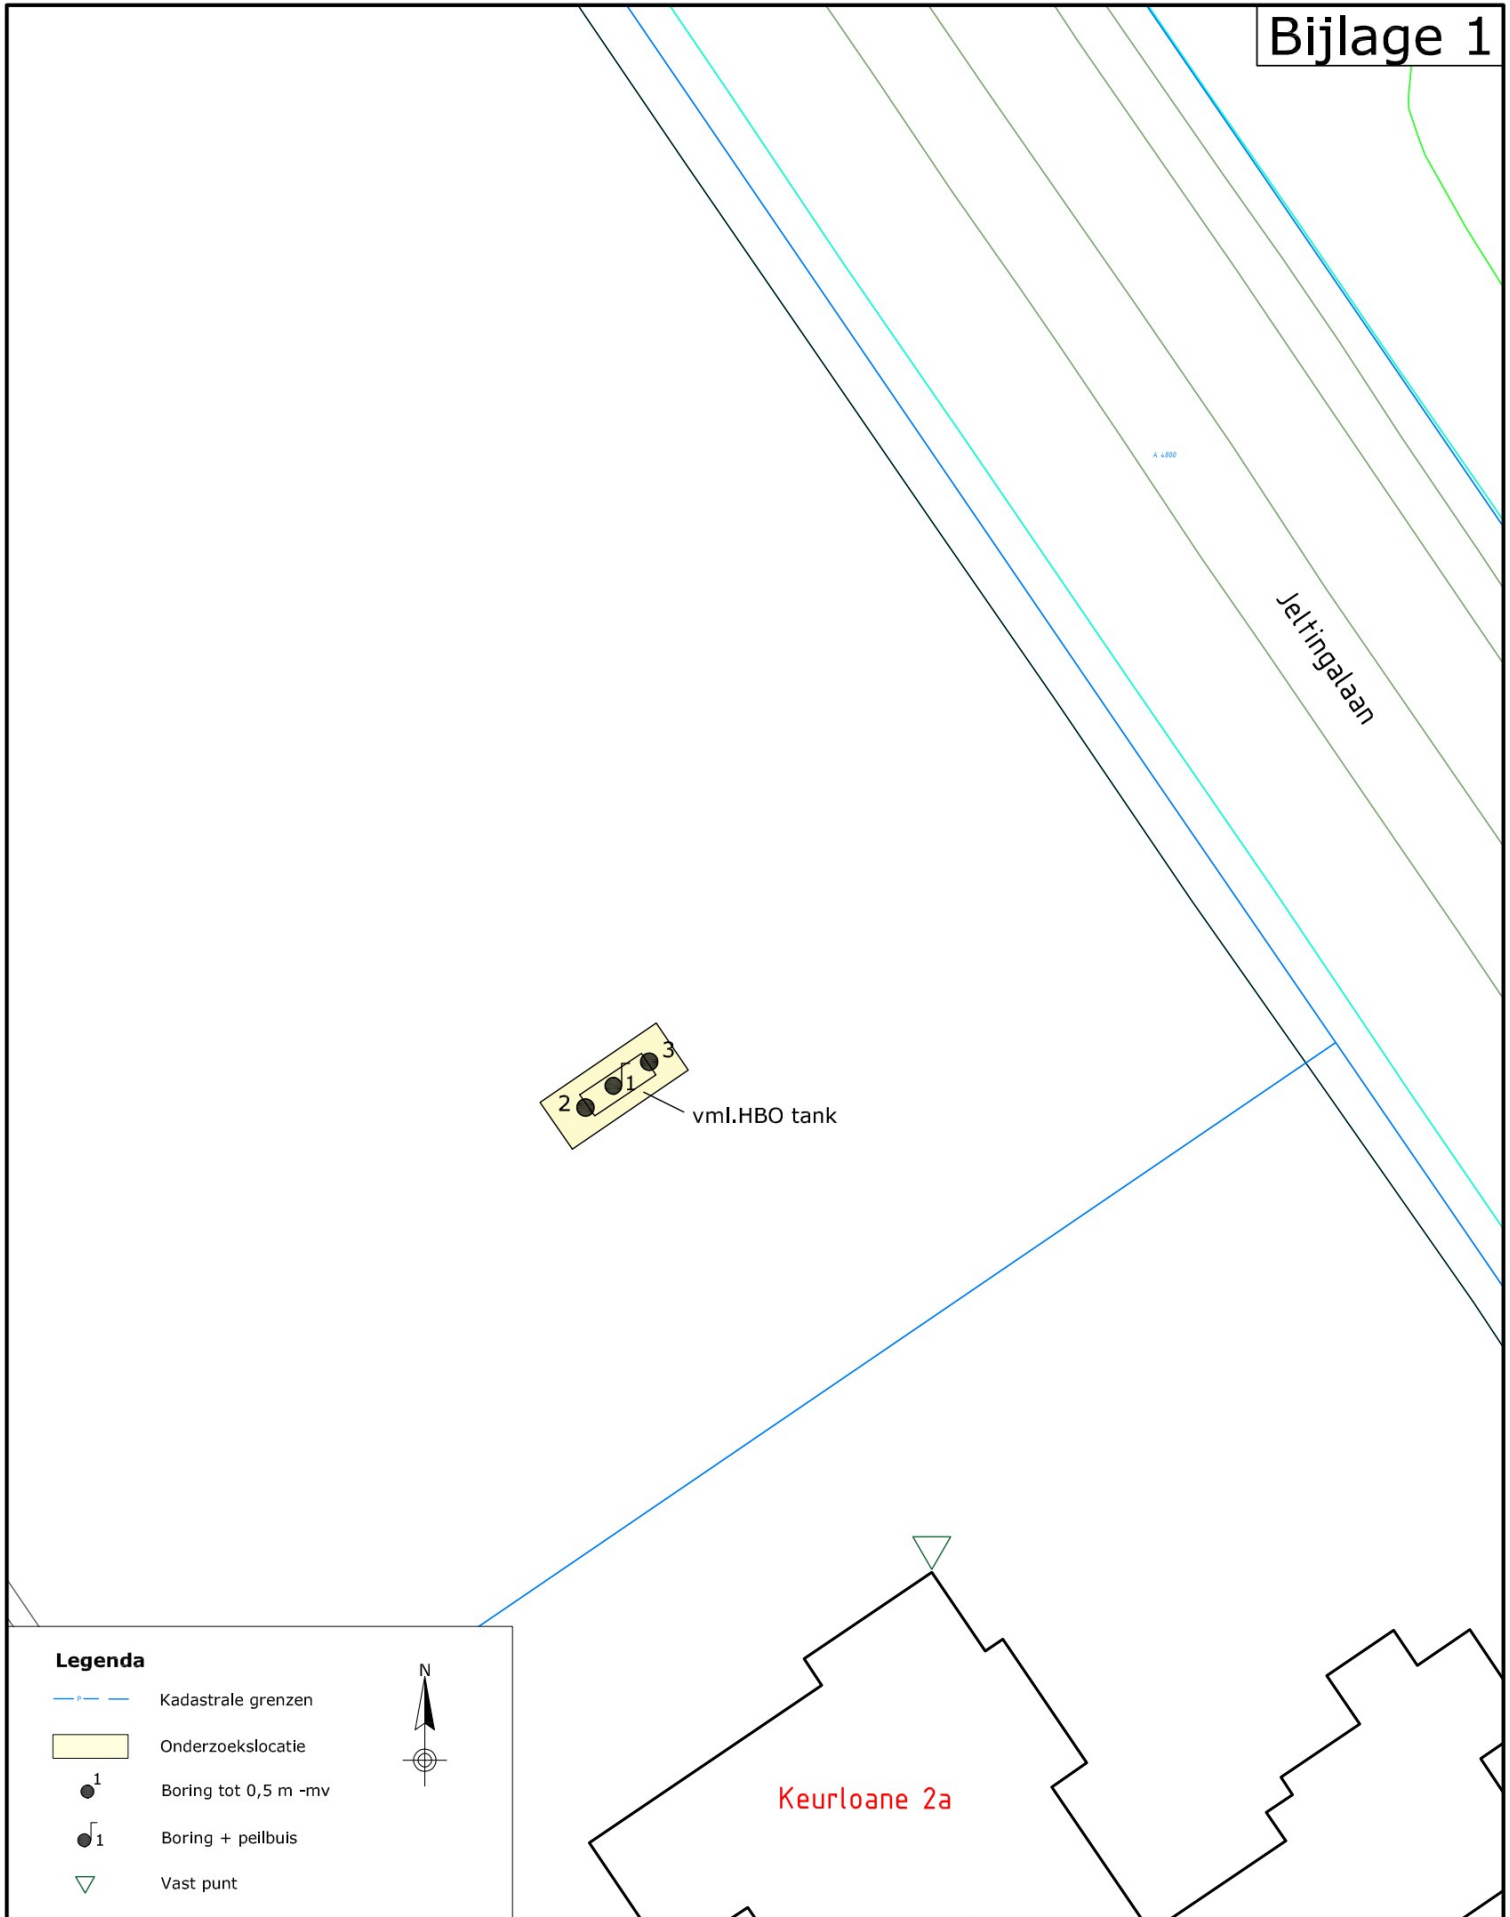 Bijlage 1
A 4800
Jeltingalaan
3
1
2
vml.HBO tank
Legenda
N
P
Kadastrale grenzen
Onderzoekslocatie
1
Boring tot 0,5 m -mv
1
Boring + peilbuis
Vast punt
Keurloane 2a